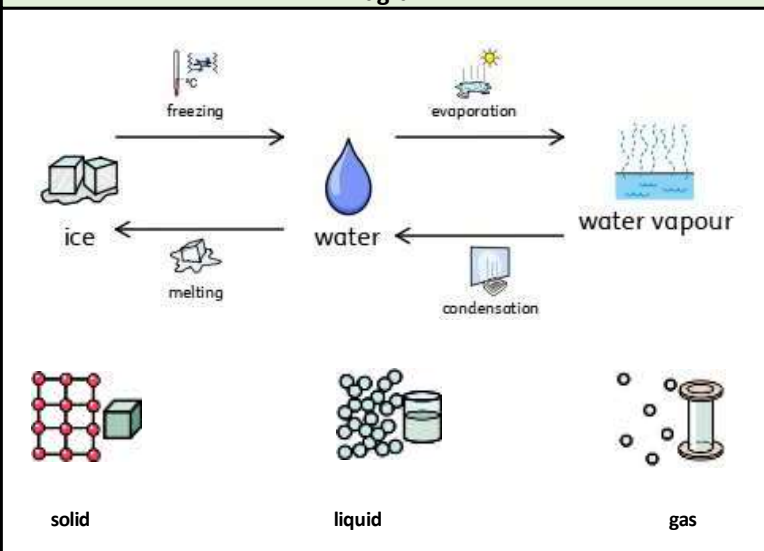 °C
freezing
evaporation
ice
water
water vapour
melting
condensation
solid
liquid
gas